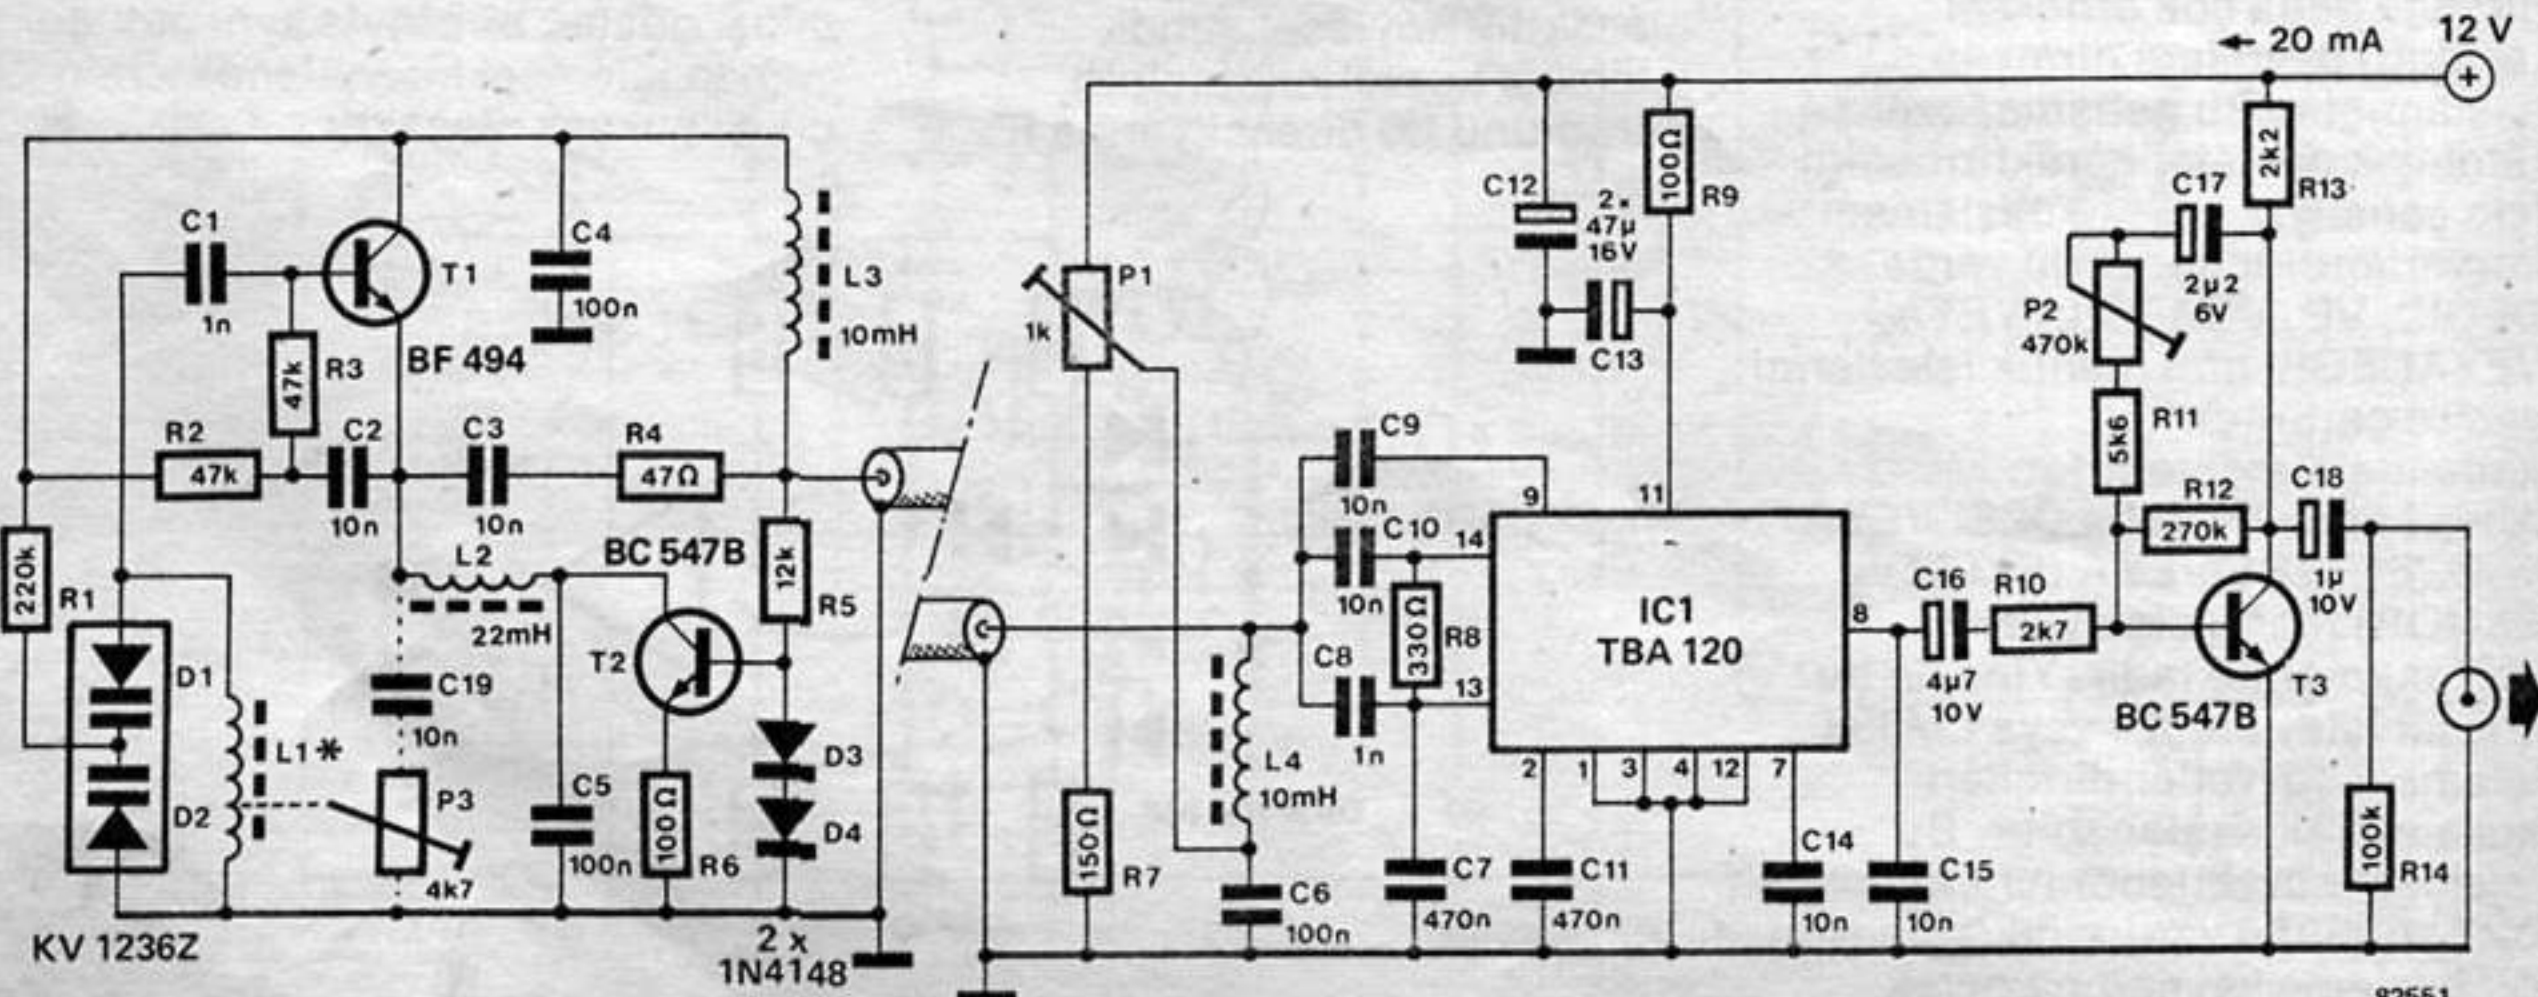 ← 20 mA
12 V
C1
1n
T1
BF 494
C4
100n
L3
10mH
R3
47k
R2
47k
C2
10n
C3
10n
R4
47Ω
220k
R1
L2
22mH
BC 547B
T2
12k
R5
D1
D2
KV 1236Z
L1*
C19
10n
P3
4k7
C5
100n
100Ω
R6
D3
D4
2 x
1N4148
P1
1k
150Ω
R7
L4
10mH
C6
100n
C9
10n
C10
10n
C8
1n
330Ω
R8
C7
470n
C11
470n
C12
2×
47µ
16V
C13
100Ω
R9
9
11
14
13
IC1
TBA 120
8
2
1
3
4
12
7
C14
10n
C15
10n
C16
4µ7
10V
R10
2k7
P2
470k
C17
2µ2
6V
2k2
R13
5k6
R11
R12
270k
C18
1µ
10V
T3
BC 547B
100k
R14